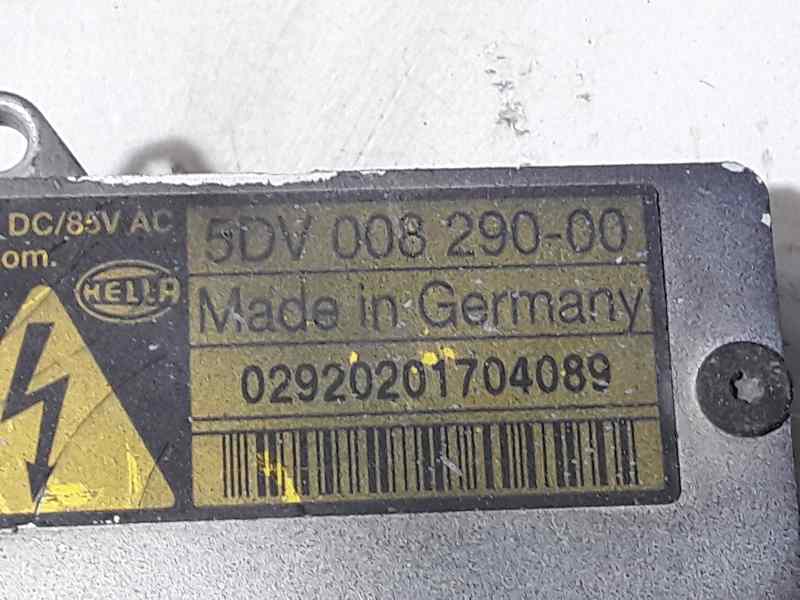 DC/85V AC
om.
HELLA
5DV 008 290-00
Made in Germany
02920201704089